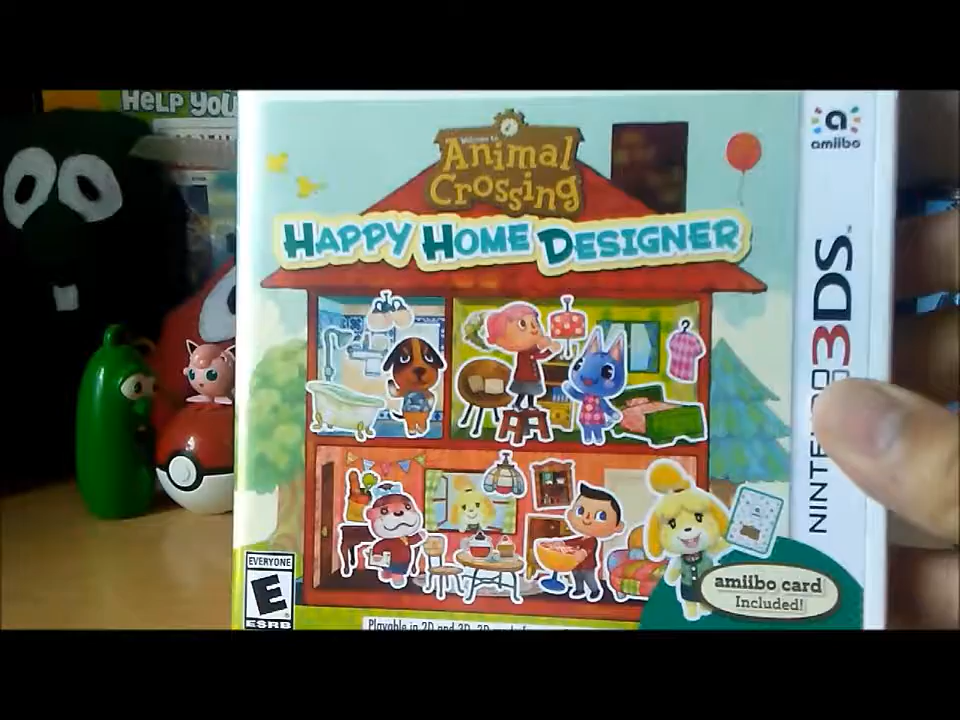 Help You
Welcome to
Animal
Crossing
Happy Home Designer
amiibo
NINTENDO 3DS
amiibo card
Included!
EVERYONE
E
ESRB
Playable in 2D and 3D.